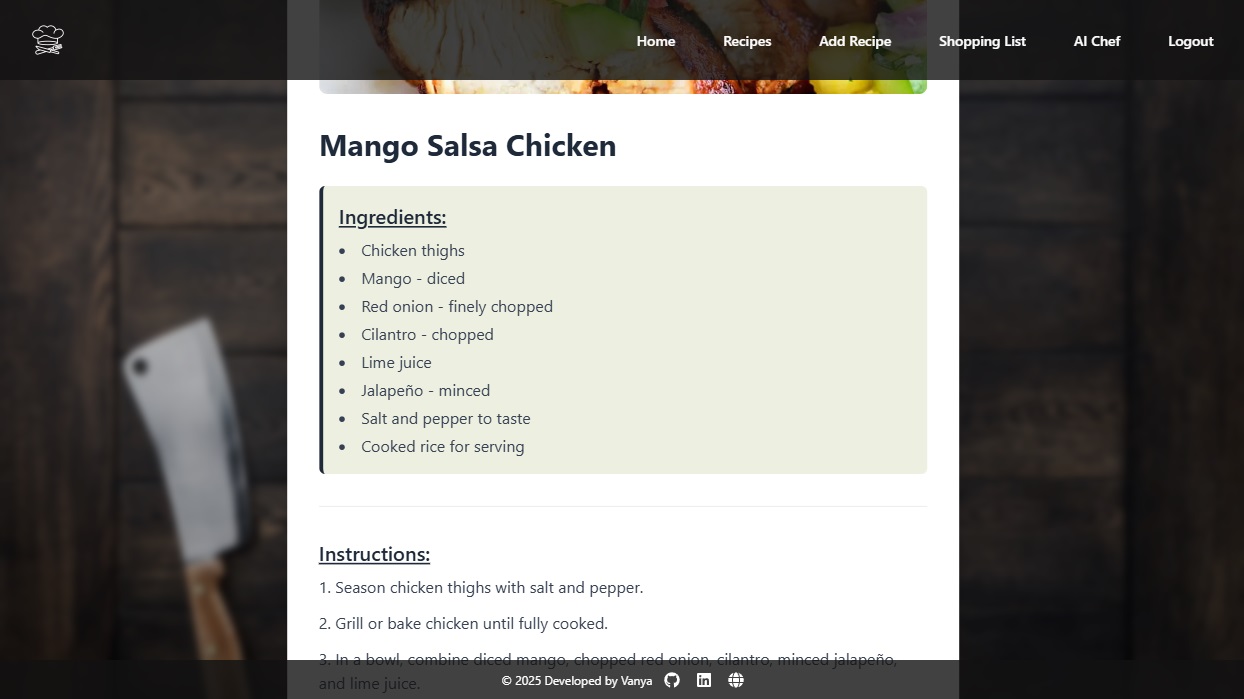 Home Recipes Add Recipe Shopping List AI Chef Logout
Mango Salsa Chicken
Ingredients:
• Chicken thighs
• Mango - diced
• Red onion - finely chopped
• Cilantro - chopped
• Lime juice
• Jalapeño - minced
• Salt and pepper to taste
• Cooked rice for serving
Instructions:
1. Season chicken thighs with salt and pepper.
2. Grill or bake chicken until fully cooked.
3. In a bowl, combine diced mango, chopped red onion, cilantro, minced jalapeño,
and lime juice.
© 2025 Developed by Vanya